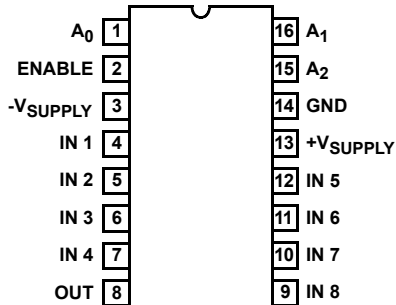 A0 1 16 A1
ENABLE 2 15 A2
-VSUPPLY 3 14 GND
IN 1 4 13 +VSUPPLY
IN 2 5 12 IN 5
IN 3 6 11 IN 6
IN 4 7 10 IN 7
OUT 8 9 IN 8